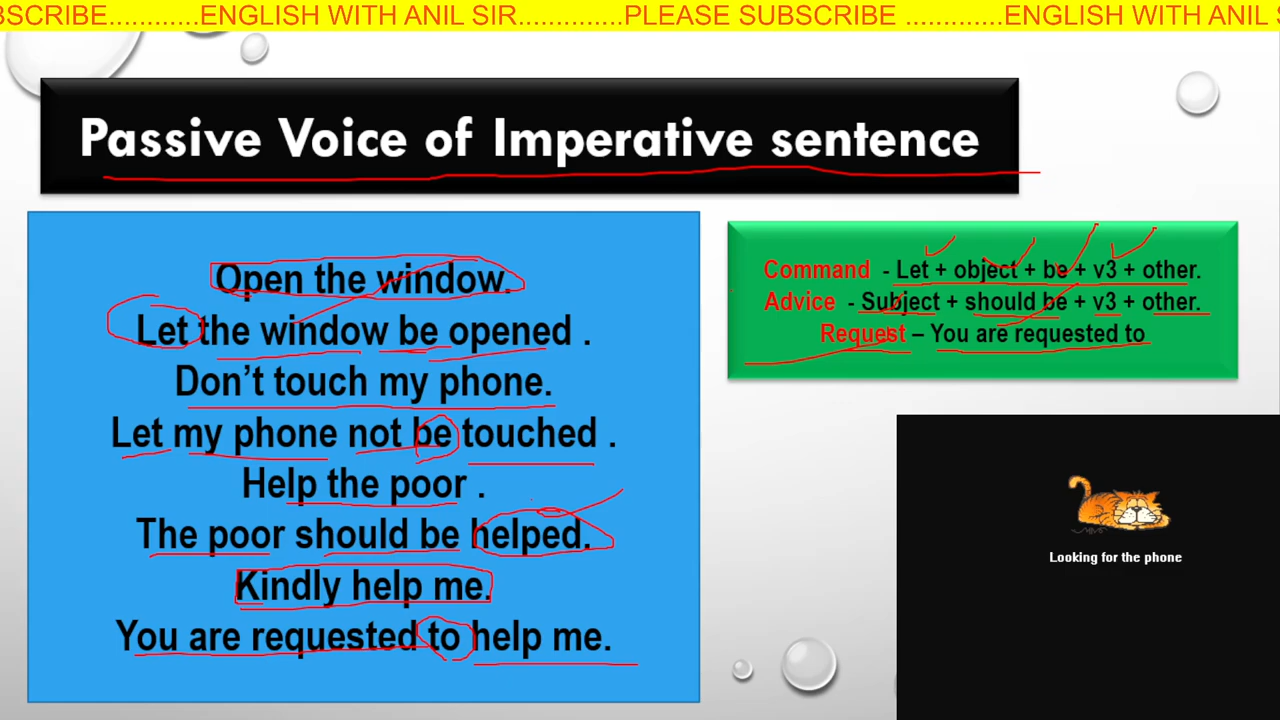 BSCRIBE...........ENGLISH WITH ANIL SIR..............PLEASE SUBSCRIBE .............ENGLISH WITH ANIL S
Passive Voice of Imperative sentence
Open the window.
Let the window be opened .
Don't touch my phone.
Let my phone not be touched .
Help the poor .
The poor should be helped.
Kindly help me.
You are requested to help me.
Command - Let + object + be + v3 + other.
Advice - Subject + should be + v3 + other.
Request – You are requested to
Looking for the phone